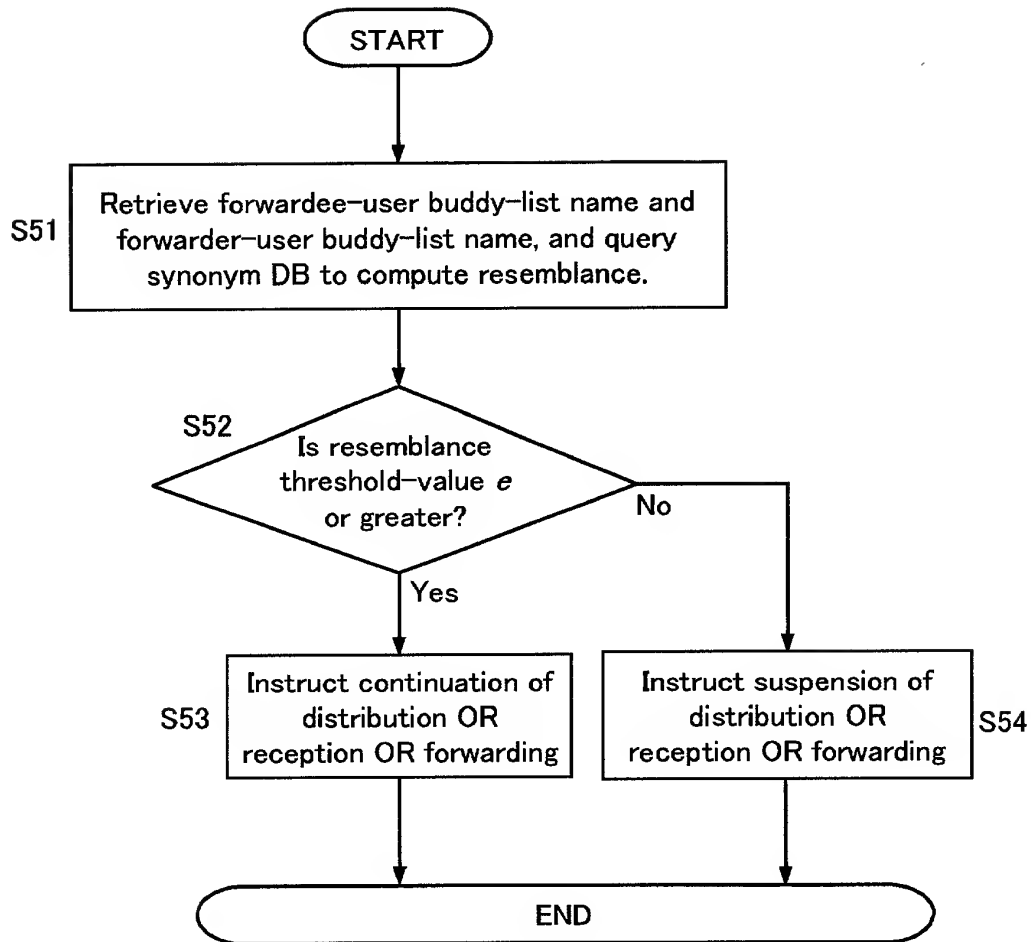 START
S51
Retrieve forwardee-user buddy-list name and
forwarder-user buddy-list name, and query
synonym DB to compute resemblance.
S52
Is resemblance
threshold-value e
or greater?
No
Yes
S53
Instruct continuation of
distribution OR
reception OR forwarding
Instruct suspension of
distribution OR
reception OR forwarding
S54
END